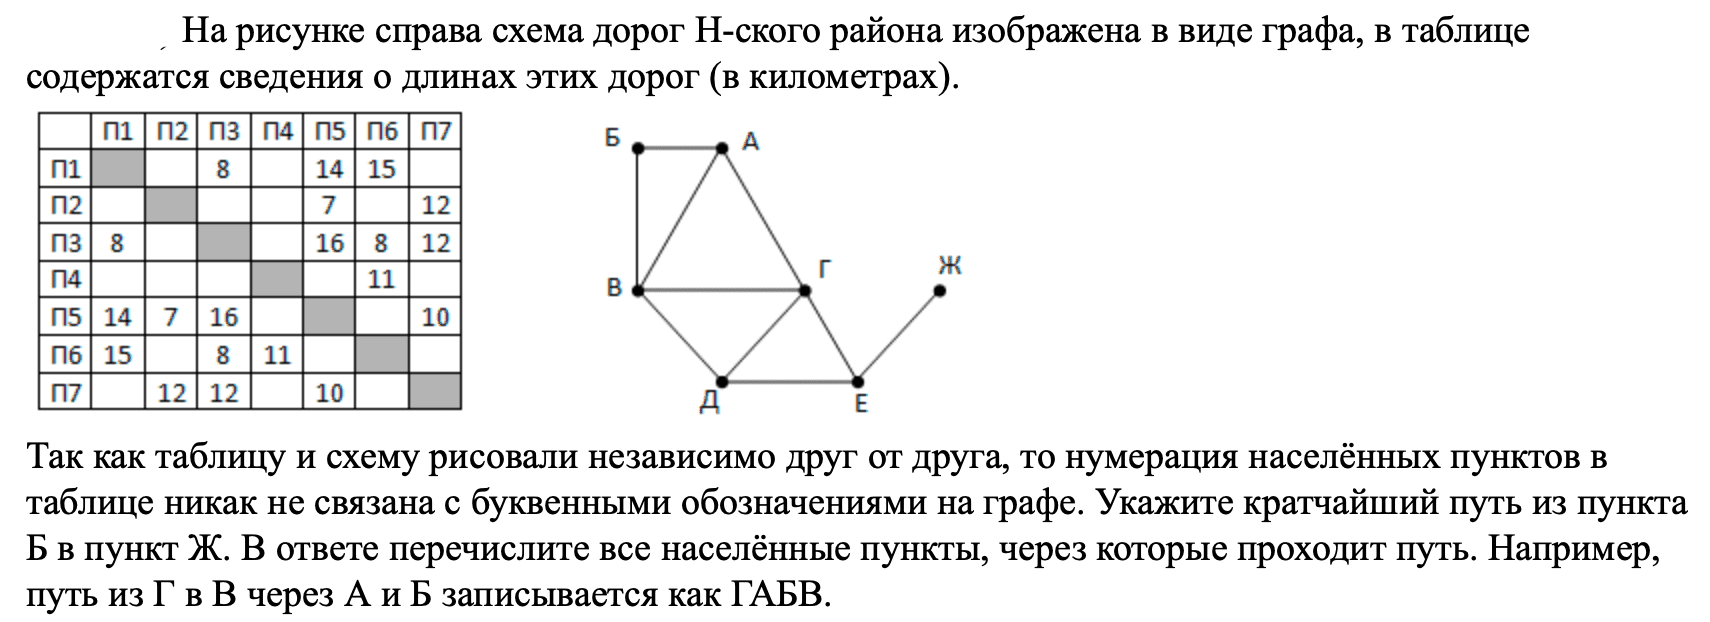 На рисунке справа схема дорог Н-ского района изображена в виде графа, в таблице
содержатся сведения о длинах этих дорог (в километрах).
П1 П2 П3 П4 П5 П6 П7
П1 8 14 15
П2 7 12
П3 8 16 8 12
П4 11
П5 14 7 16 10
П6 15 8 11
П7 12 12 10
Б А
В Г Ж
Д Е
Так как таблицу и схему рисовали независимо друг от друга, то нумерация населённых пунктов в
таблице никак не связана с буквенными обозначениями на графе. Укажите кратчайший путь из пункта
Б в пункт Ж. В ответе перечислите все населённые пункты, через которые проходит путь. Например,
путь из Г в В через А и Б записывается как ГАБВ.